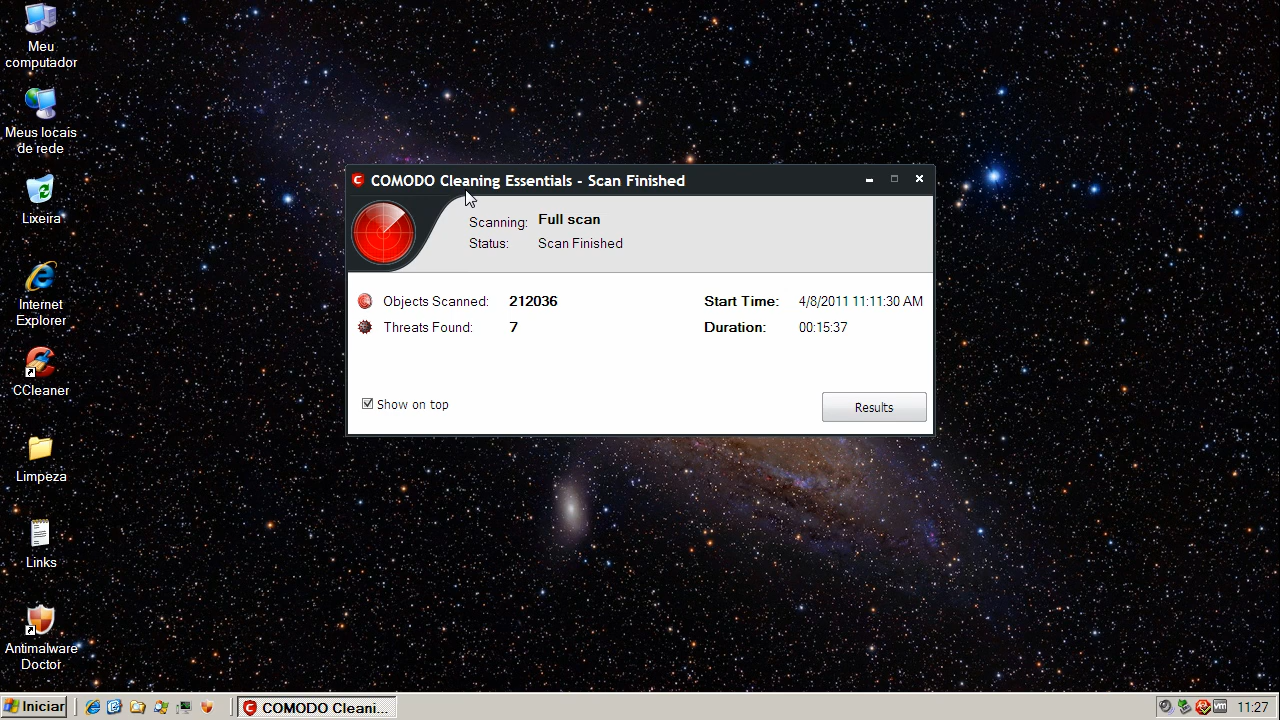 Meu
computador
Meus locais
de rede
Lixeira
Internet
Explorer
CCleaner
Limpeza
Links
Antimalware
Doctor
COMODO Cleaning Essentials - Scan Finished
Scanning: Full scan
Status: Scan Finished
Objects Scanned: 212036 Start Time: 4/8/2011 11:11:30 AM
Threats Found: 7 Duration: 00:15:37
Show on top Results
Iniciar COMODO Cleani... vm 11:27